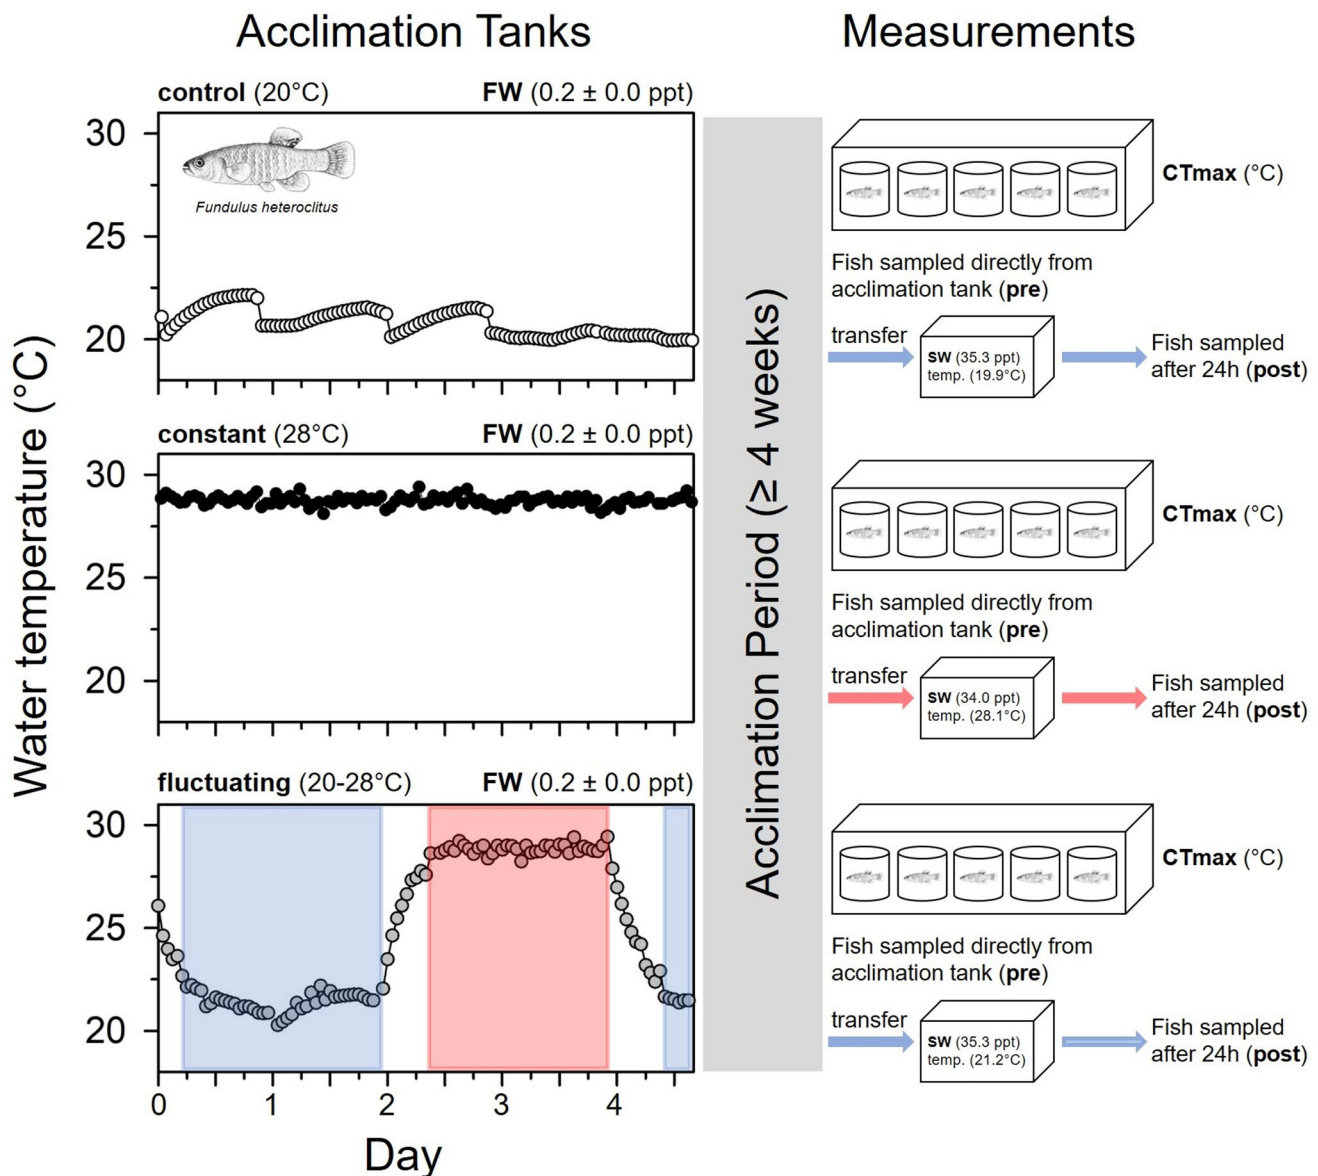 Acclimation Tanks
Measurements
Water temperature (°C)
control (20°C)
FW (0.2 ± 0.0 ppt)
30
25
20
Fundulus heteroclitus
constant (28°C)
FW (0.2 ± 0.0 ppt)
30
25
20
fluctuating (20-28°C)
FW (0.2 ± 0.0 ppt)
30
25
20
0
1
2
3
4
Day
Acclimation Period (≥ 4 weeks)
CTmax (°C)
Fish sampled directly from
acclimation tank (pre)
transfer
SW (35.3 ppt)
temp. (19.9°C)
Fish sampled
after 24h (post)
CTmax (°C)
Fish sampled directly from
acclimation tank (pre)
transfer
SW (34.0 ppt)
temp. (28.1°C)
Fish sampled
after 24h (post)
CTmax (°C)
Fish sampled directly from
acclimation tank (pre)
transfer
SW (35.3 ppt)
temp. (21.2°C)
Fish sampled
after 24h (post)